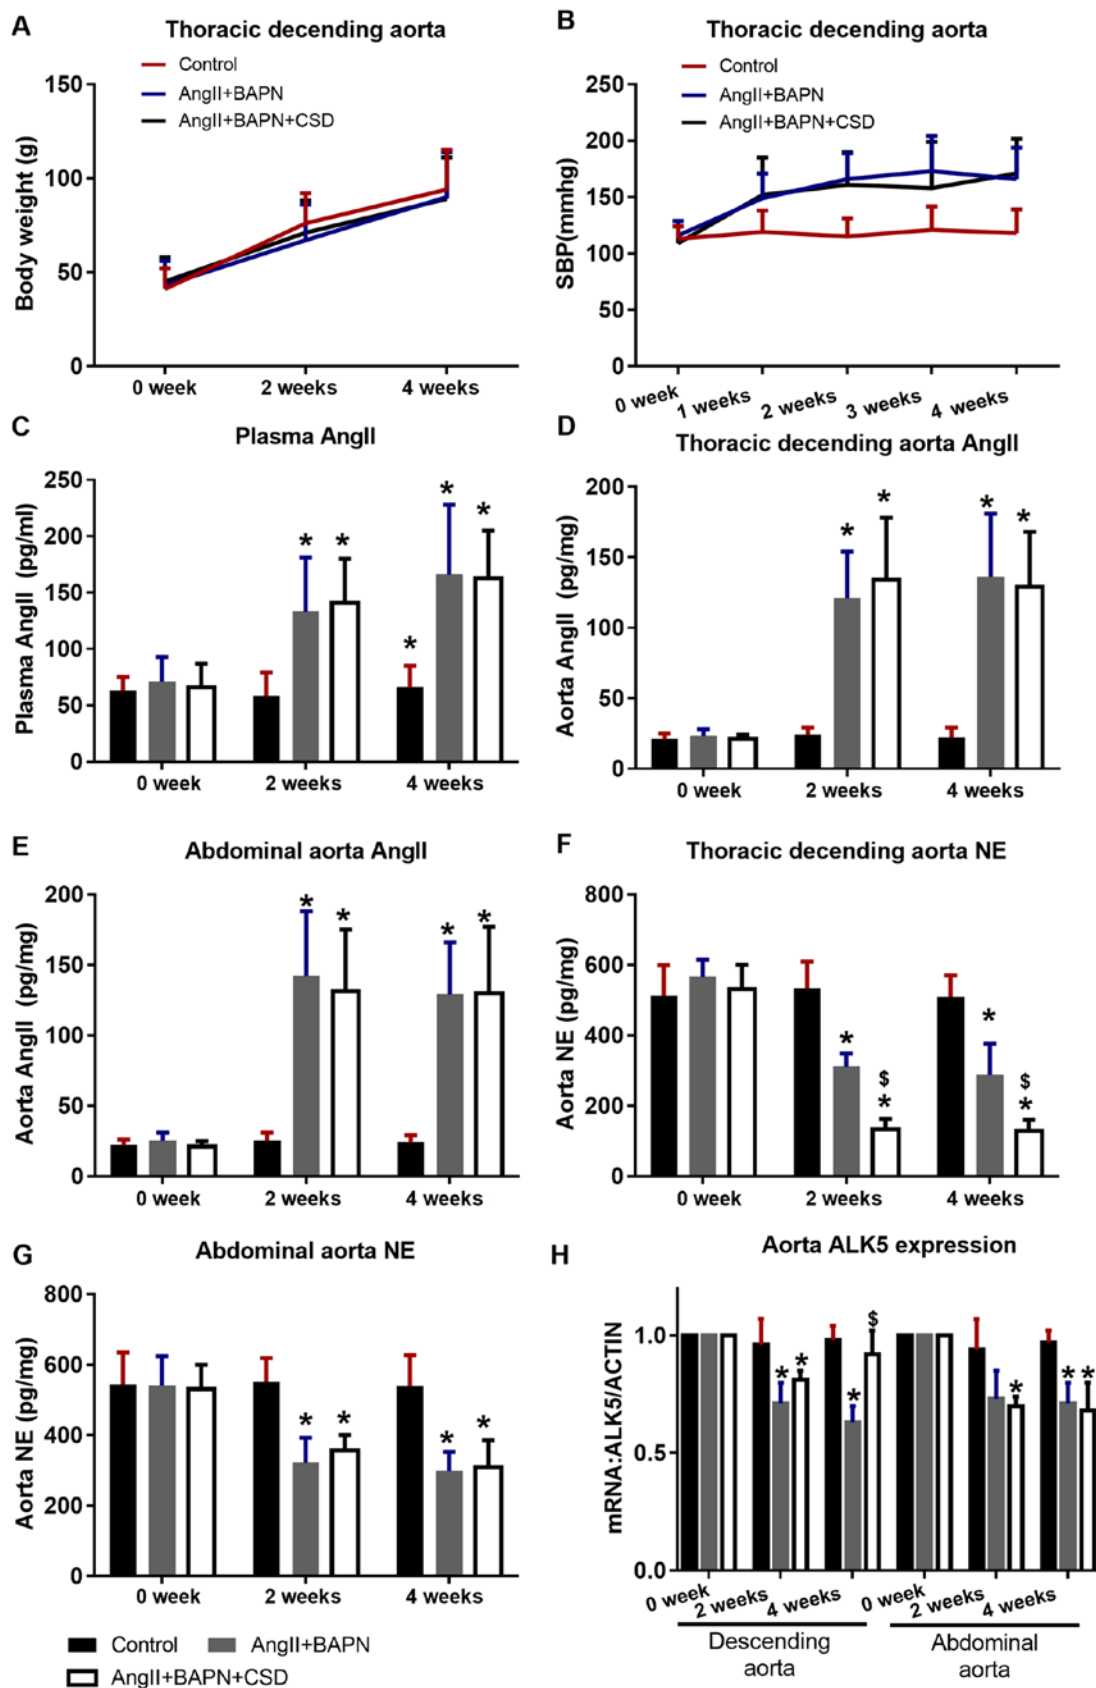 A
Thoracic decending aorta
Control
AngII+BAPN
AngII+BAPN+CSD
Body weight (g)
150
100
50
0
0 week
2 weeks
4 weeks
B
Thoracic decending aorta
Control
AngII+BAPN
AngII+BAPN+CSD
SBP(mmhg)
250
200
150
100
50
0
0 week
1 weeks
2 weeks
3 weeks
4 weeks
C
Plasma AngII
Plasma AngII (pg/ml)
250
200
150
100
50
0
* * * * *
0 week
2 weeks
4 weeks
D
Thoracic decending aorta AngII
Aorta AngII (pg/mg)
200
150
100
50
0
* * * *
0 week
2 weeks
4 weeks
E
Abdominal aorta AngII
Aorta AngII (pg/mg)
200
150
100
50
0
* * * *
0 week
2 weeks
4 weeks
F
Thoracic decending aorta NE
Aorta NE (pg/mg)
800
600
400
200
0
* $ * * $ *
0 week
2 weeks
4 weeks
G
Abdominal aorta NE
Aorta NE (pg/mg)
800
600
400
200
0
* * * *
0 week
2 weeks
4 weeks
H
Aorta ALK5 expression
mRNA:ALK5/ACTIN
1.0
0.5
0.0
* * * $ * * *
0 week
2 weeks
4 weeks
0 week
2 weeks
4 weeks
Descending
aorta
Abdominal
aorta
Control
AngII+BAPN
AngII+BAPN+CSD